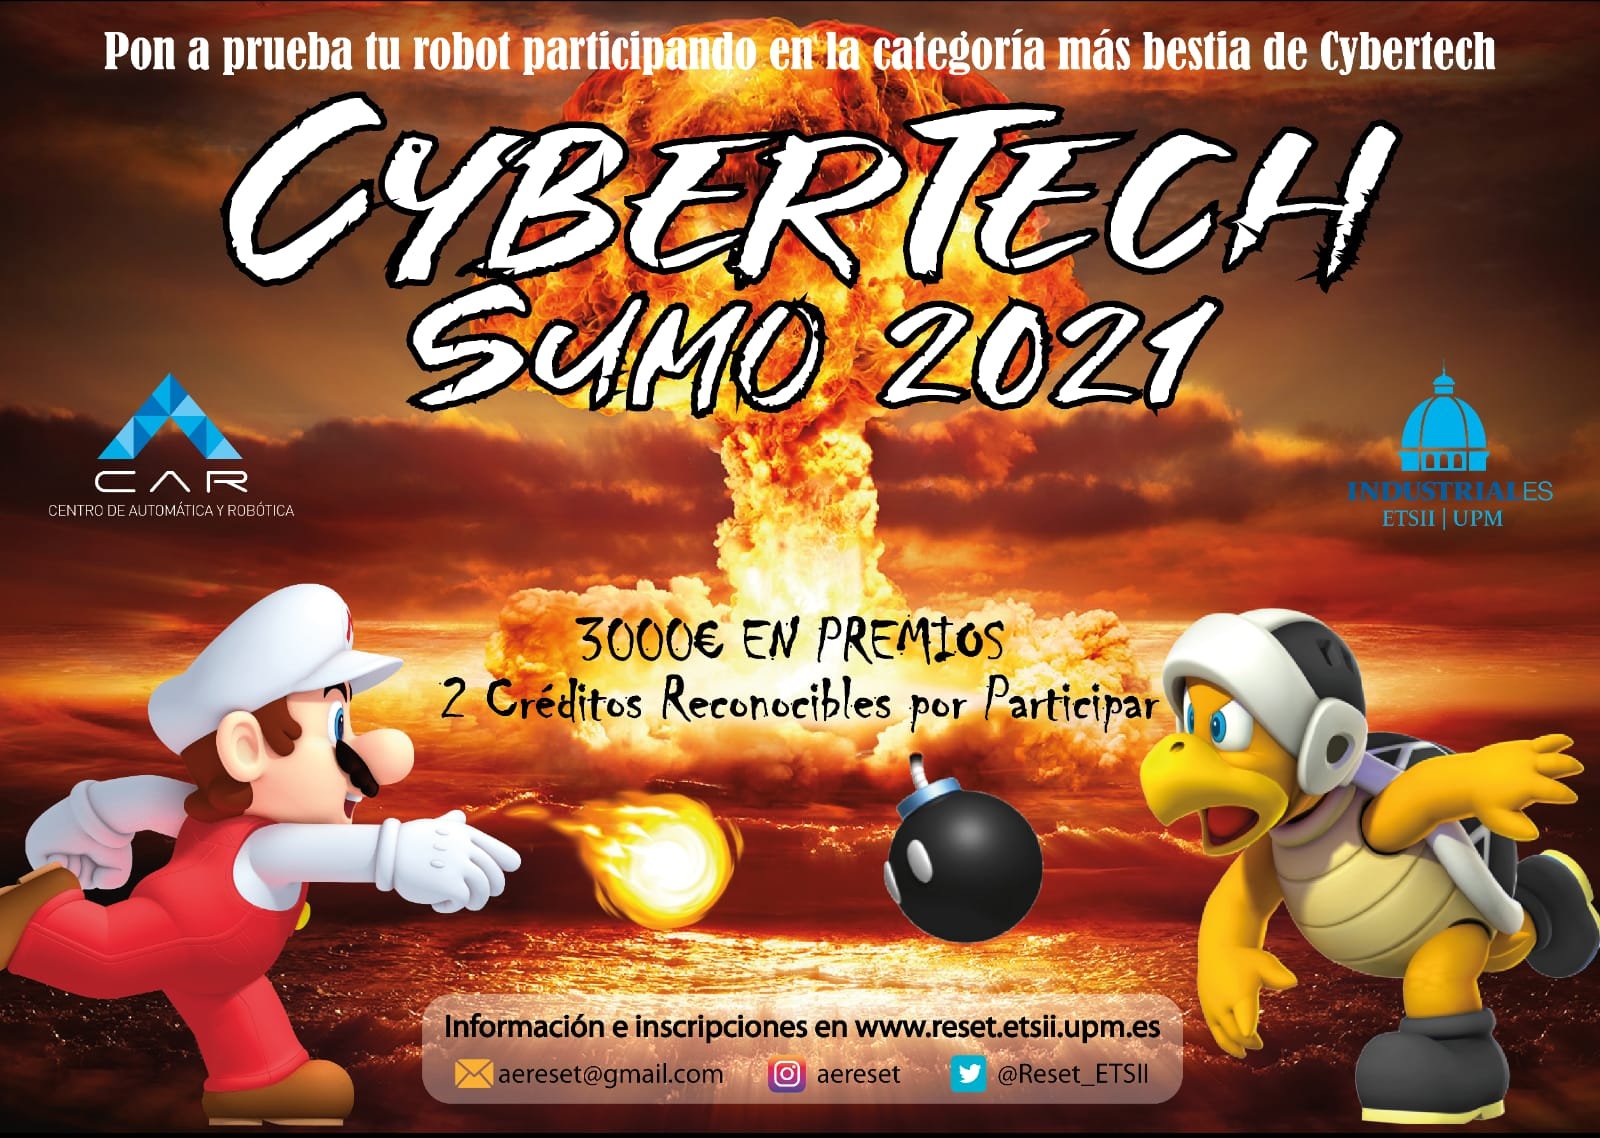 Pon a prueba tu robot participando en la categoría más bestia de Cybertech
CYBERTECH
SUMO 2021
CAR
CENTRO DE AUTOMÁTICA Y ROBÓTICA
INDUSTRIALES
ETSII | UPM
3000€ EN PREMIOS
2 Créditos Reconocibles por Participar
Información e inscripciones en www.reset.etsii.upm.es
aereset@gmail.com aereset @Reset_ETSII